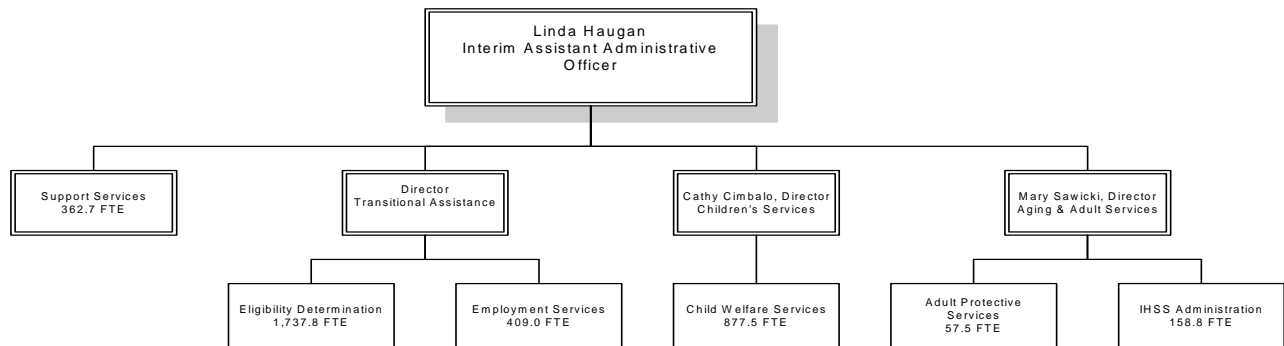 Linda Haugan
Interim Assistant Administrative
Officer
Support Services
362.7 FTE
Director
Transitional Assistance
Cathy Cimbalo, Director
Children's Services
Mary Sawicki, Director
Aging & Adult Services
Eligibility Determination
1,737.8 FTE
Employment Services
409.0 FTE
Child Welfare Services
877.5 FTE
Adult Protective
Services
57.5 FTE
IHSS Administration
158.8 FTE